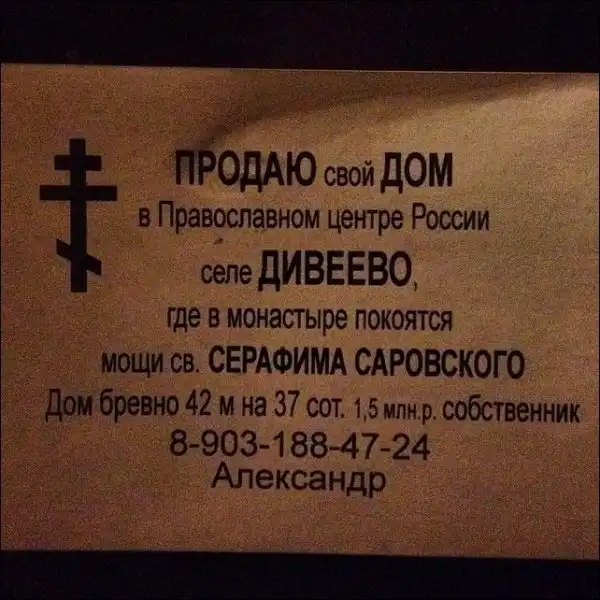 ПРОДАЮ свой ДОМ
в Православном центре России
селе ДИВЕЕВО,
где в монастыре покоятся
мощи св. СЕРАФИМА САРОВСКОГО
Дом бревно 42 м на 37 сот. 1,5 млн.р. собственник
8-903-188-47-24
Александр